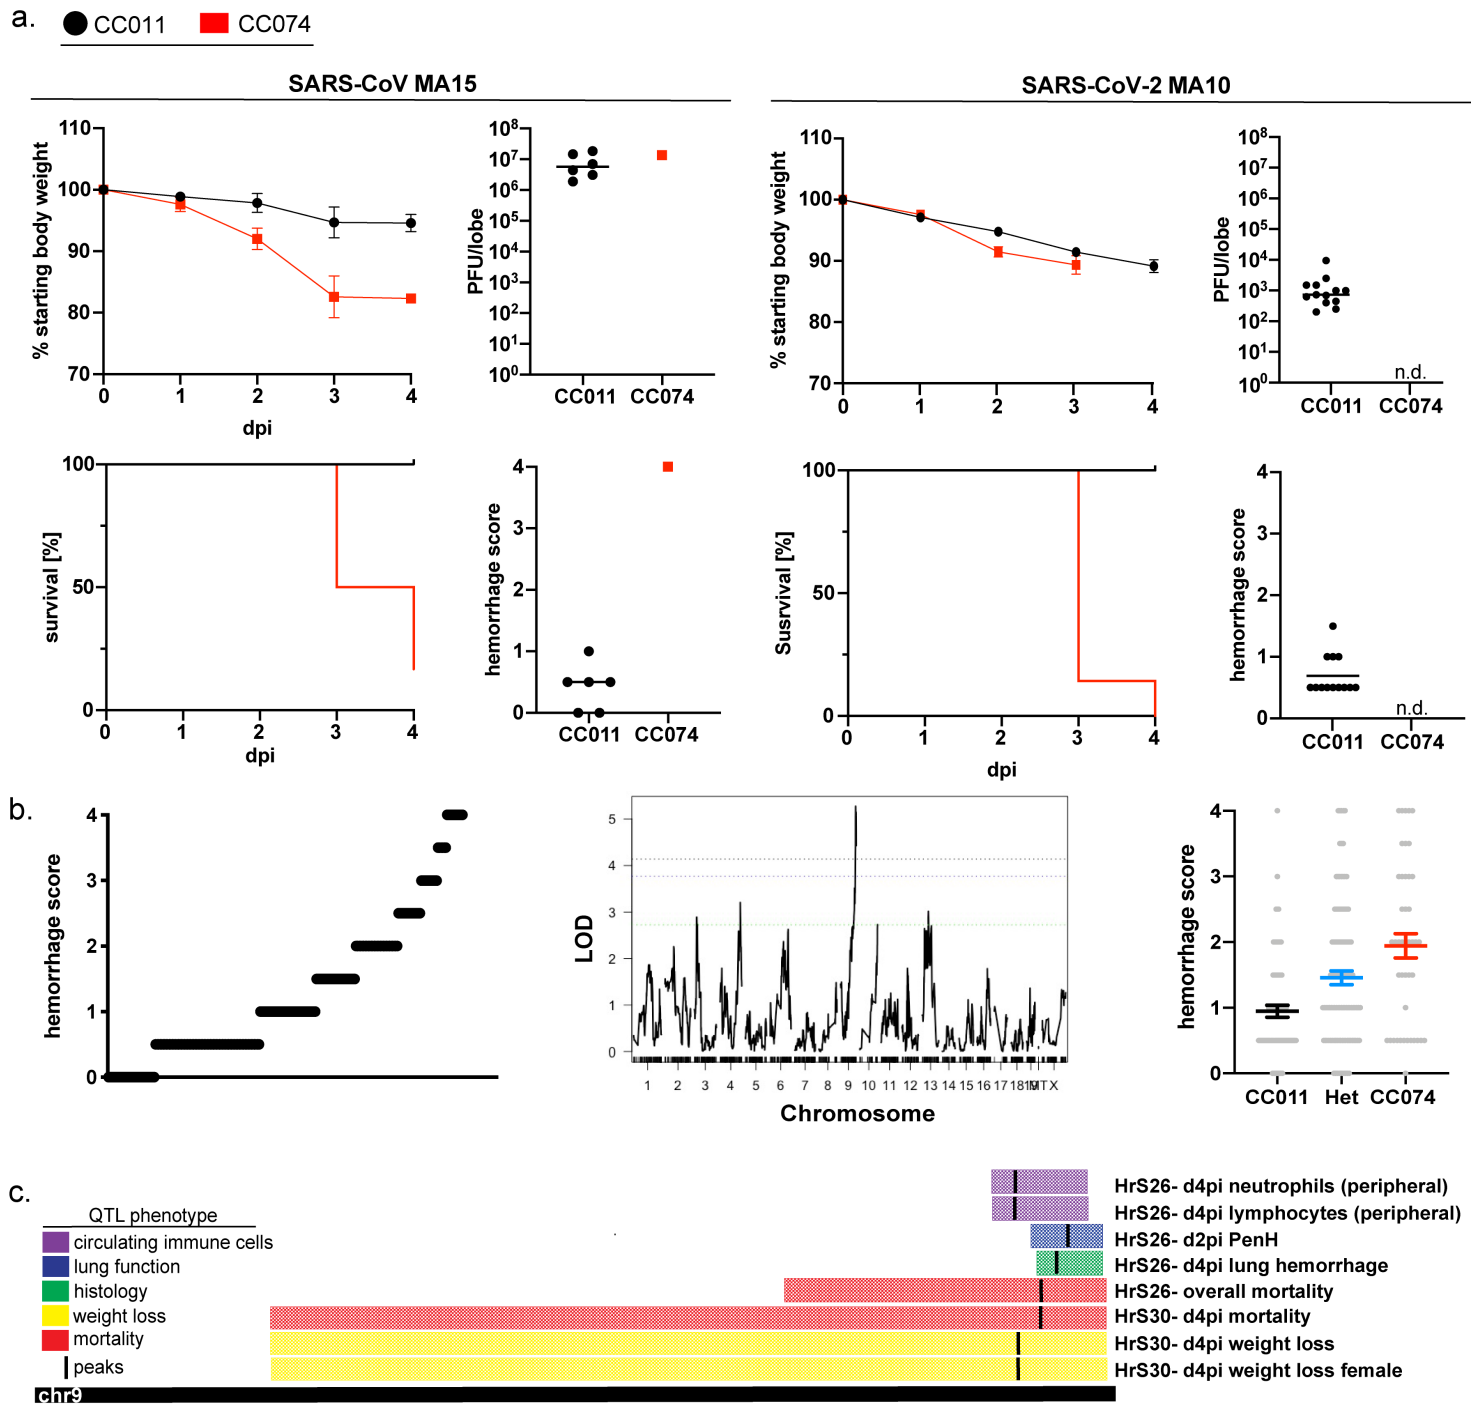 a.
CC011 CC074
SARS-CoV MA15
SARS-CoV-2 MA10
% starting body weight
110
100
90
80
70
0 1 2 3 4
dpi
PFU/lobe
10⁸
10⁷
10⁶
10⁵
10⁴
10³
10²
10¹
10⁰
CC011 CC074
% starting body weight
110
100
90
80
70
0 1 2 3 4
PFU/lobe
10⁸
10⁷
10⁶
10⁵
10⁴
10³
10²
10¹
10⁰
n.d.
CC011 CC074
survival [%]
100
50
0
0 1 2 3 4
dpi
hemorrhage score
4
3
2
1
0
CC011 CC074
Susrvival [%]
100
50
0
0 1 2 3 4
dpi
hemorrhage score
4
3
2
1
0
n.d.
CC011 CC074
b.
hemorrhage score
4
3
2
1
0
LOD
5
4
3
2
1
0
1 2 3 4 5 6 7 8 9 10 11 12 13 14 15 16 17 18 19 MT X
Chromosome
hemorrhage score
4
3
2
1
0
CC011 Het CC074
c.
QTL phenotype
circulating immune cells
lung function
histology
weight loss
mortality
peaks
HrS26- d4pi neutrophils (peripheral)
HrS26- d4pi lymphocytes (peripheral)
HrS26- d2pi PenH
HrS26- d4pi lung hemorrhage
HrS26- overall mortality
HrS30- d4pi mortality
HrS30- d4pi weight loss
HrS30- d4pi weight loss female
chr9